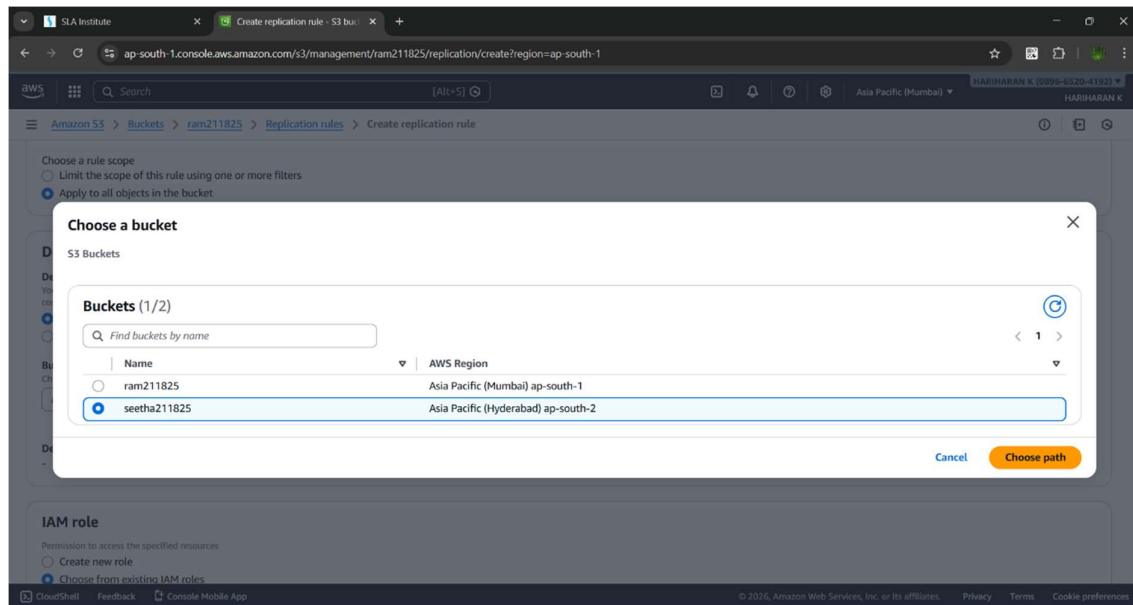 SLA Institute
Create replication rule - S3 buc
ap-south-1.console.aws.amazon.com/s3/management/ram211825/replication/create?region=ap-south-1
aws
Search
[Alt+S]
Asia Pacific (Mumbai)
HARIHARAN K (0896-6520-4192)
HARIHARAN K
Amazon S3 > Buckets > ram211825 > Replication rules > Create replication rule
Choose a rule scope
Limit the scope of this rule using one or more filters
Apply to all objects in the bucket
Choose a bucket
S3 Buckets
Buckets (1/2)
Find buckets by name
1
Name AWS Region
ram211825 Asia Pacific (Mumbai) ap-south-1
seetha211825 Asia Pacific (Hyderabad) ap-south-2
Cancel Choose path
IAM role
Permission to access the specified resources
Create new role
Choose from existing IAM roles
CloudShell Feedback Console Mobile App © 2026, Amazon Web Services, Inc. or its affiliates. Privacy Terms Cookie preferences